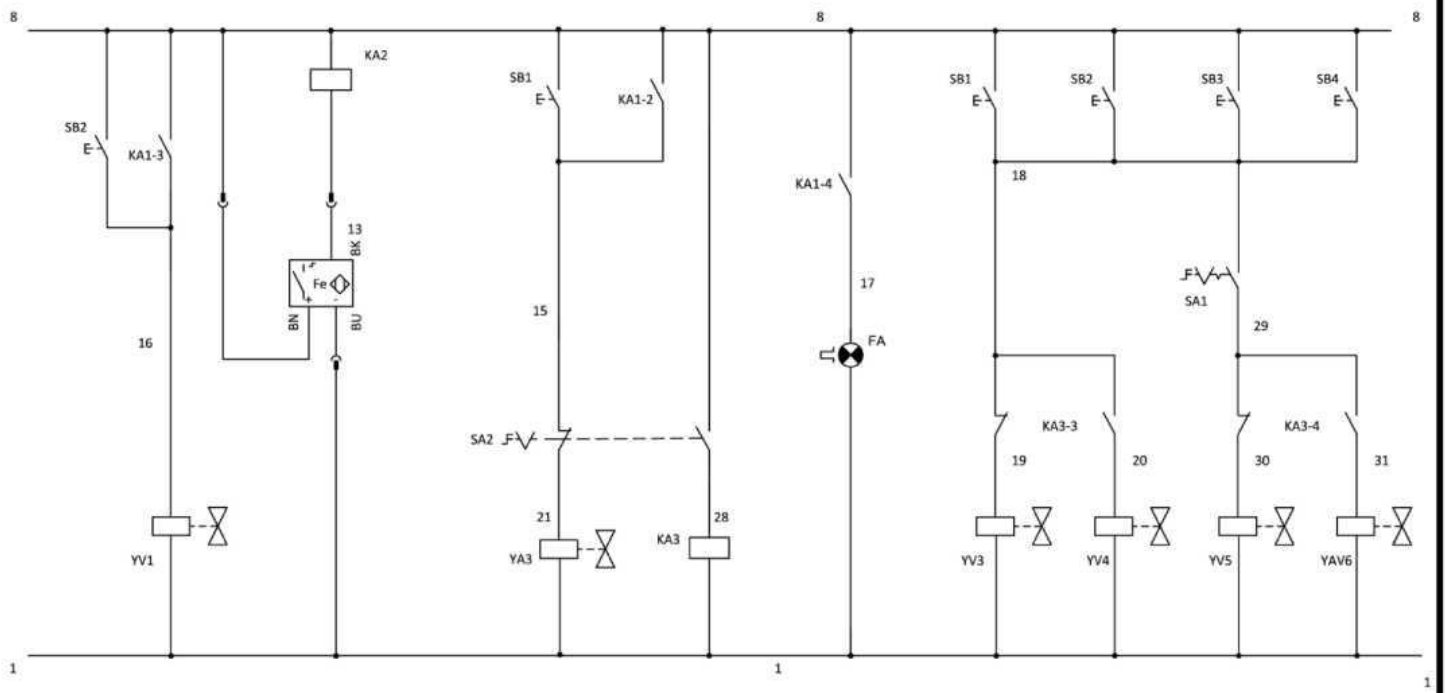 8 8 8
KA2
SB1 KA1-2 SB1 SB2 SB3 SB4
SB2 KA1-3
KA1-4 18
13
BK
Fe
+ -
BN BU
15 17 SA1
16 29
FA
SA2 KA3-3 KA3-4
19 20 30 31
21 28
YV1 YA3 KA3 YV3 YV4 YV5 YAV6
1 1 1